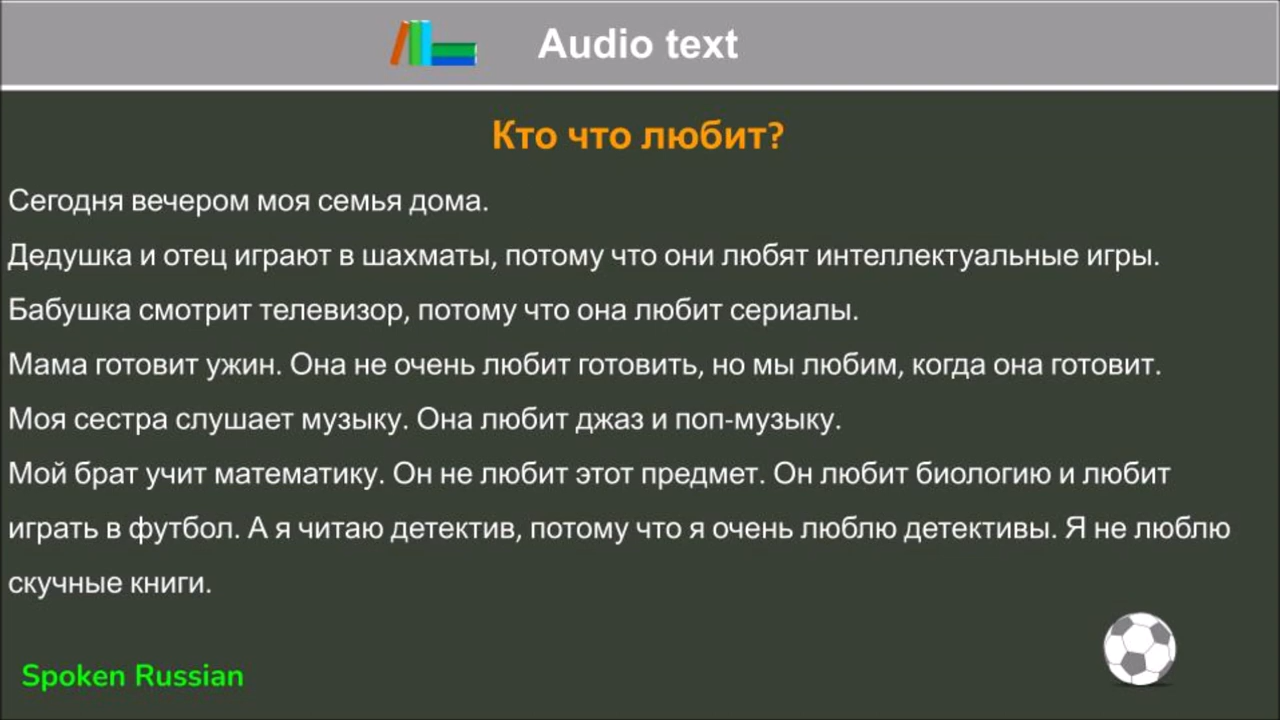 Audio text
Кто что любит?
Сегодня вечером моя семья дома.
Дедушка и отец играют в шахматы, потому что они любят интеллектуальные игры.
Бабушка смотрит телевизор, потому что она любит сериалы.
Мама готовит ужин. Она не очень любит готовить, но мы любим, когда она готовит.
Моя сестра слушает музыку. Она любит джаз и поп-музыку.
Мой брат учит математику. Он не любит этот предмет. Он любит биологию и любит
играть в футбол. А я читаю детектив, потому что я очень люблю детективы. Я не люблю
скучные книги.
Spoken Russian